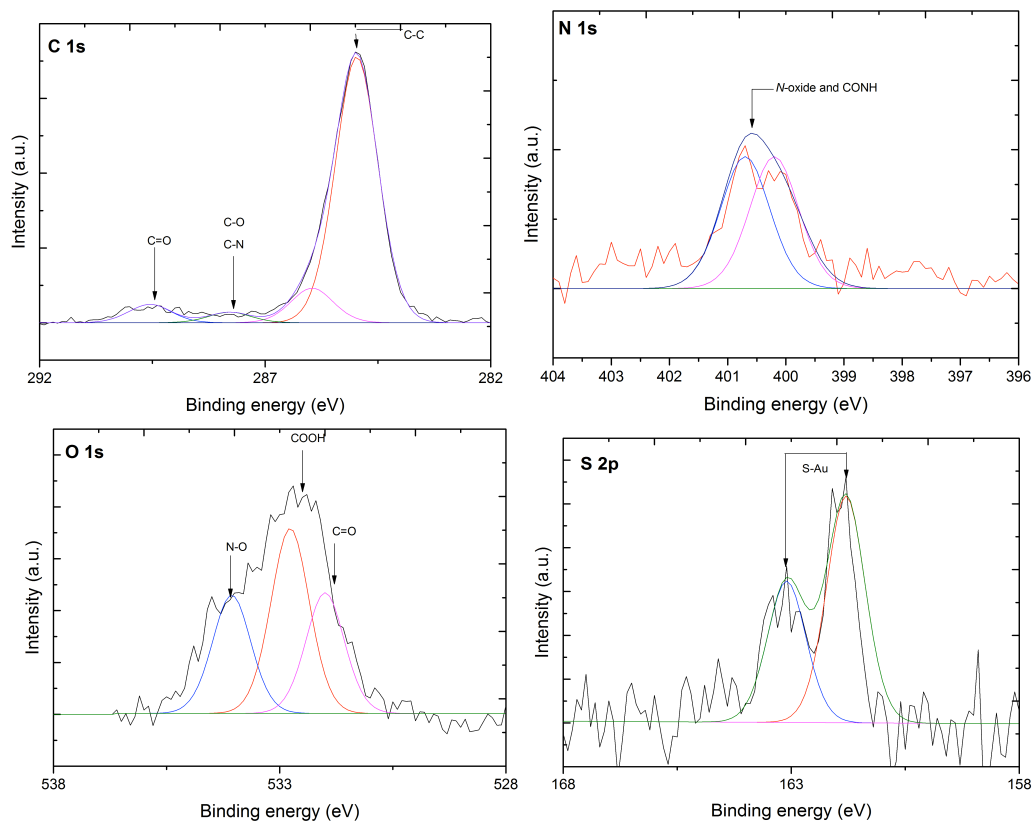 C 1s
C-C
C-O
C=O
C-N
Intensity (a.u.)
292
287
282
Binding energy (eV)
N 1s
N-oxide and CONH
Intensity (a.u.)
404
403
402
401
400
399
398
397
396
Binding energy (eV)
O 1s
COOH
C=O
N-O
Intensity (a.u.)
538
533
528
Binding energy (eV)
S 2p
S-Au
Intensity (a.u.)
168
163
158
Binding energy (eV)